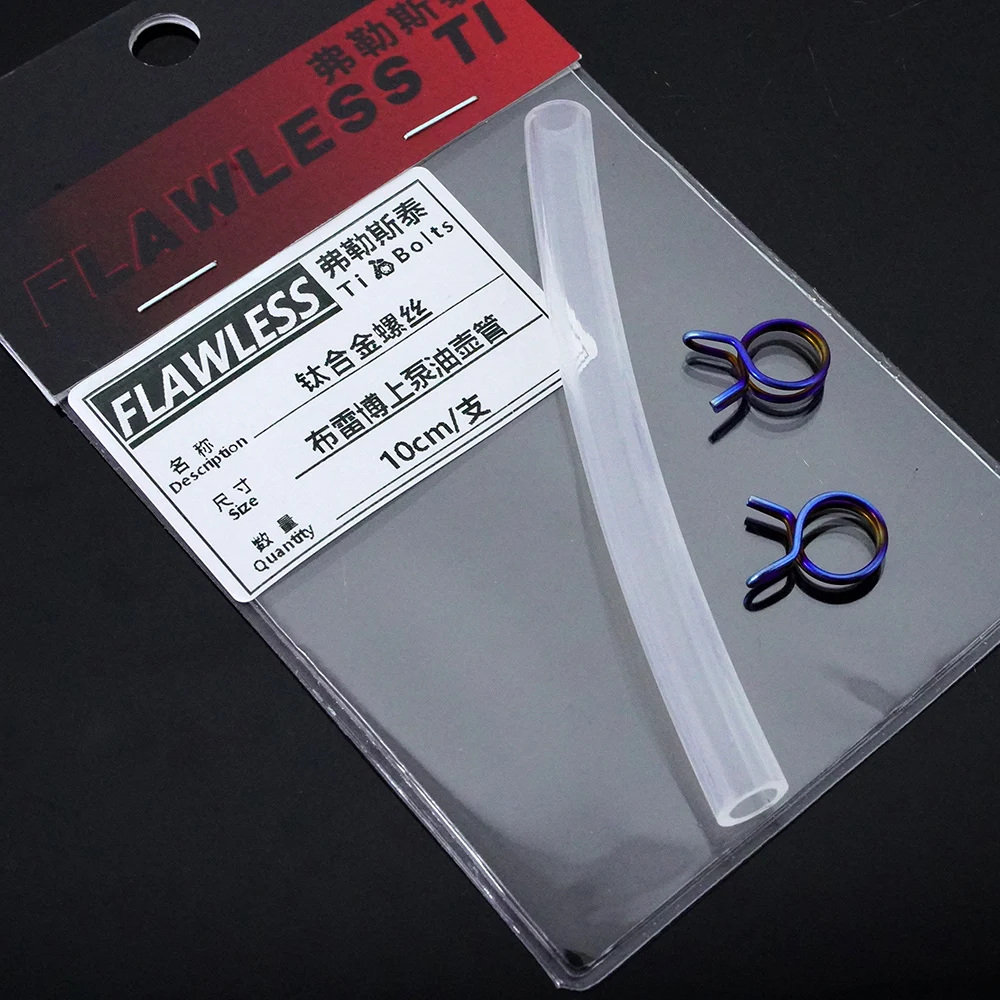 弗勒斯泰
FLAWLESS TI
FLAWLESS
弗勒斯泰
Ti Bolts
名称
Description
钛合金螺丝
尺寸
Size
布雷博上泵油壶管
数量
Quantity
10cm/支